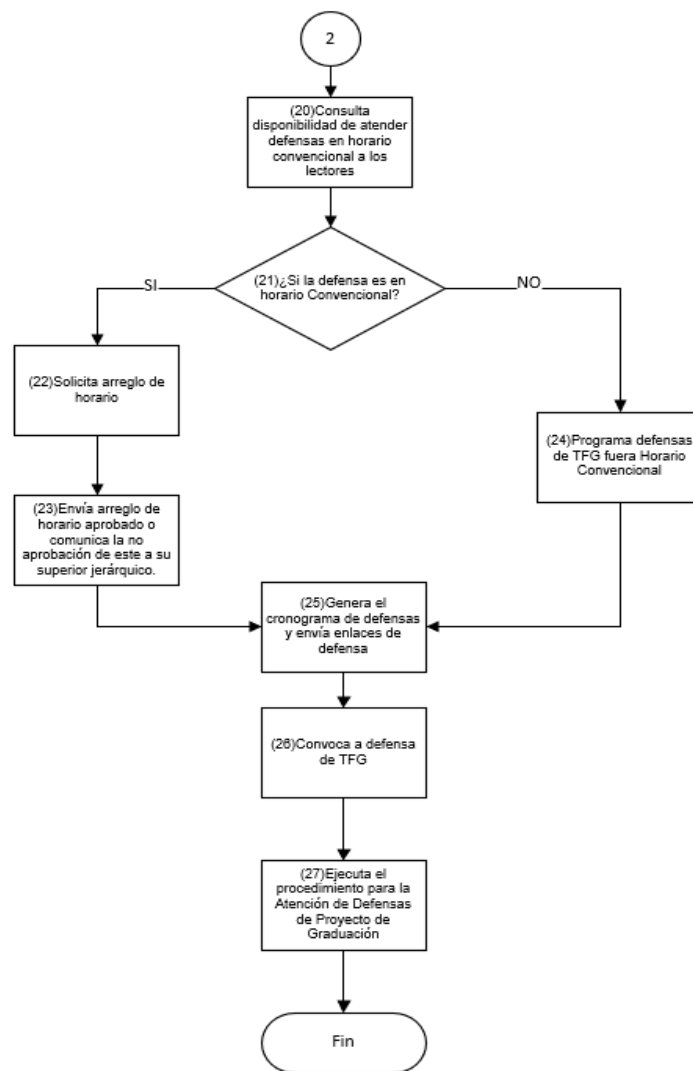 2
(20)Consulta
disponibilidad de atender
defensas en horario
convencional a los
lectores
(21)¿Si la defensa es en
horario Convencional?
SI
NO
(22)Solicita arreglo de
horario
(24)Programa defensas
de TFG fuera Horario
Convencional
(23)Envía arreglo de
horario aprobado o
comunica la no
aprobación de este a su
superior jerárquico.
(25)Genera el
cronograma de defensas
y envía enlaces de
defensa
(26)Convoca a defensa
de TFG
(27)Ejecuta el
procedimiento para la
Atención de Defensas
de Proyecto de
Graduación
Fin